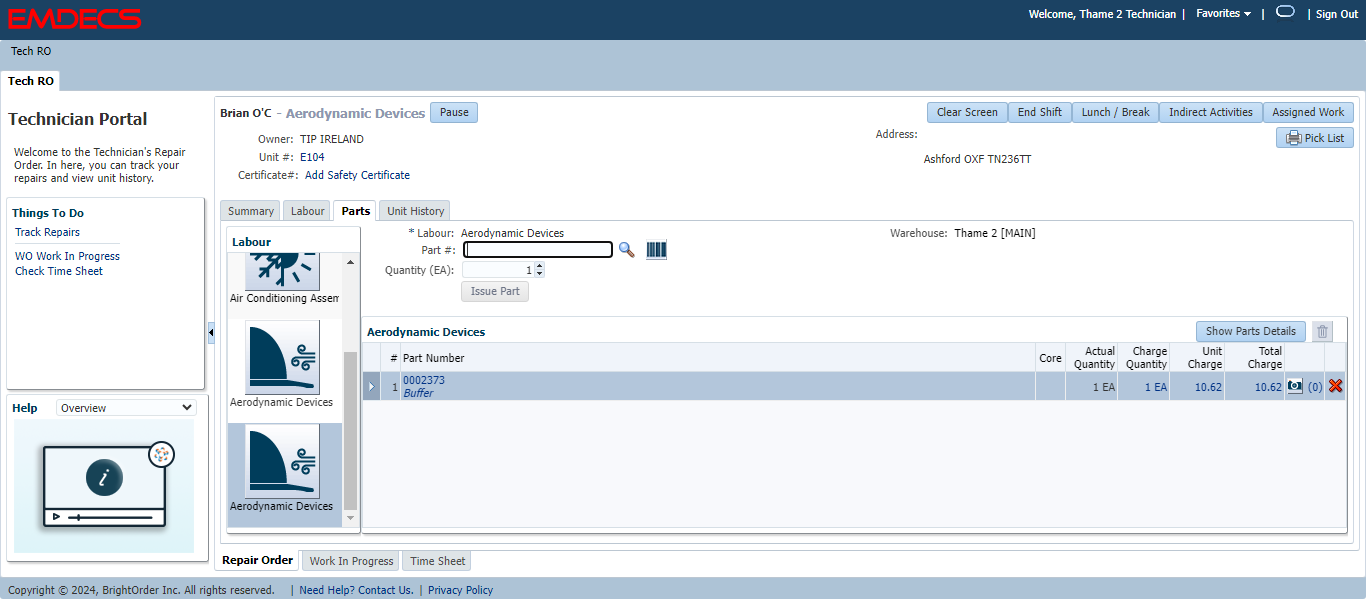 EMDECS
Welcome, Thame 2 Technician | Favorites | | Sign Out
Tech RO
Tech RO
Technician Portal
Welcome to the Technician's Repair
Order. In here, you can track your
repairs and view unit history.
Things To Do
Track Repairs
WO Work In Progress
Check Time Sheet
Help Overview
i
Brian O'C - Aerodynamic Devices Pause
Clear Screen End Shift Lunch / Break Indirect Activities Assigned Work
Owner: TIP IRELAND
Address:
Pick List
Unit #: E104
Ashford OXF TN236TT
Certificate#: Add Safety Certificate
Summary Labour Parts Unit History
Labour
Air Conditioning Assem
Aerodynamic Devices
Aerodynamic Devices
* Labour: Aerodynamic Devices
Warehouse: Thame 2 [MAIN]
Part #:
Quantity (EA): 1
Issue Part
Aerodynamic Devices Show Parts Details
# Part Number Core Actual Quantity Charge Quantity Unit Charge Total Charge
1 0002373 1 EA 1 EA 10.62 10.62 (0)
Buffer
Repair Order Work In Progress Time Sheet
Copyright © 2024, BrightOrder Inc. All rights reserved. | Need Help? Contact Us. | Privacy Policy